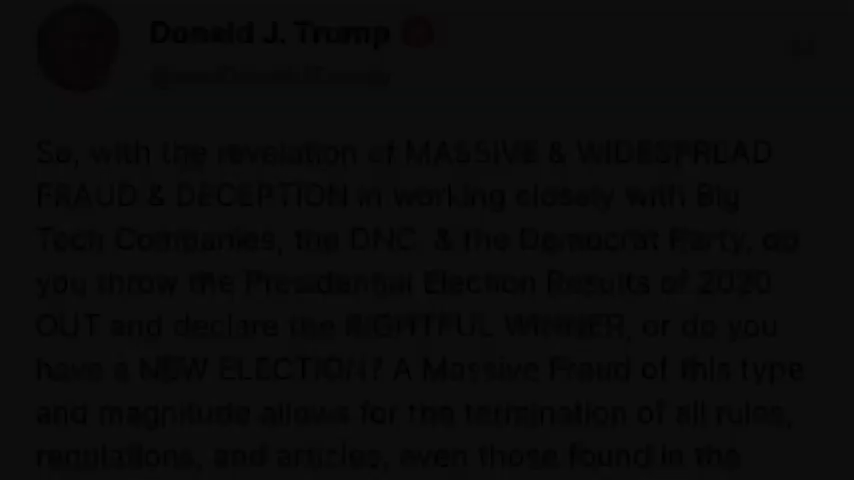 Donald J. Trump
So, with the revelation of MASSIVE & WIDESPREAD
FRAUD & DECEPTION in working closely with Big
Tech Companies, the DNC, & the Democrat Party, do
you throw the Presidential Election Results of 2020
OUT and declare the RIGHTFUL WINNER, or do you
have a NEW ELECTION? A Massive Fraud of this type
and magnitude allows for the termination of all rules,
regulations, and articles, even those found in the